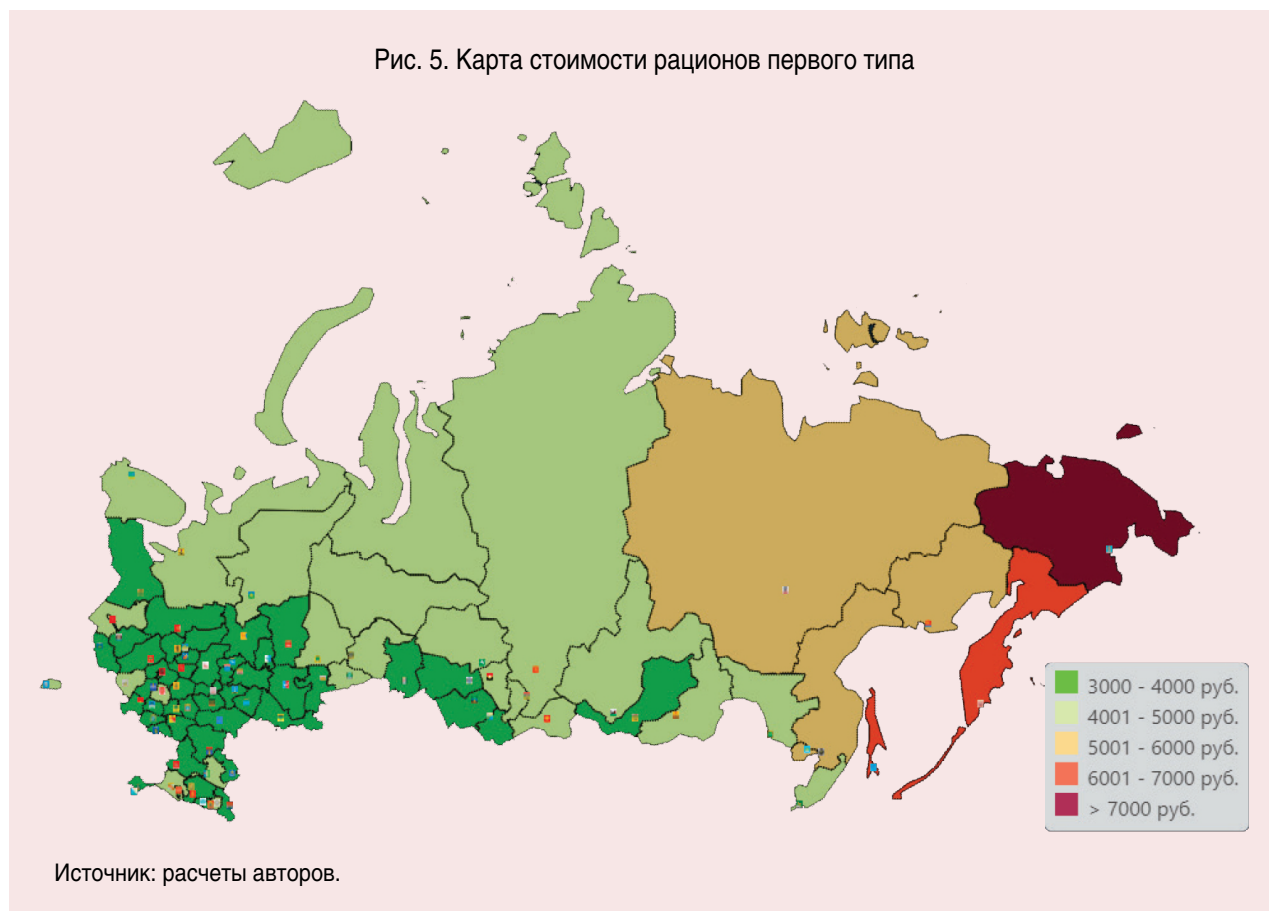 Рис. 5. Карта стоимости рационов первого типа
3000 - 4000 руб.
4001 - 5000 руб.
5001 - 6000 руб.
6001 - 7000 руб.
> 7000 руб.
Источник: расчеты авторов.